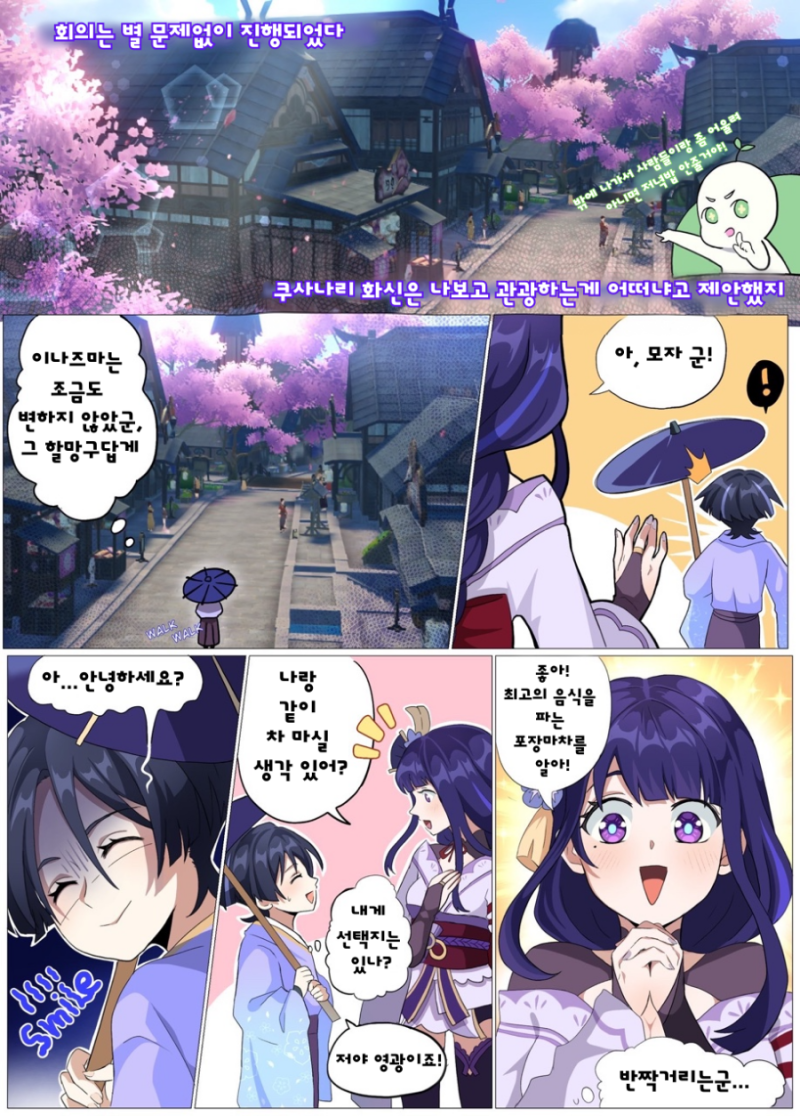 회의는 별 문제없이 진행되었다
밖에 나가서 사람들이랑 좀 어울려
아니면 저녁밥 안줄거야!
쿠사나리 화신은 나보고 관광하는게 어떠냐고 제안했지
이나즈마는
조금도
변하지 않았군,
그 할망구답게
WALK
WALK
아, 모자 군!
!
아... 안녕하세요?
smile
나랑
같이
차 마실
생각 있어?
내게
선택지는
있나?
저야 영광이죠!
좋아!
최고의 음식을
파는
포장마차를
알아!
반짝거리는군...